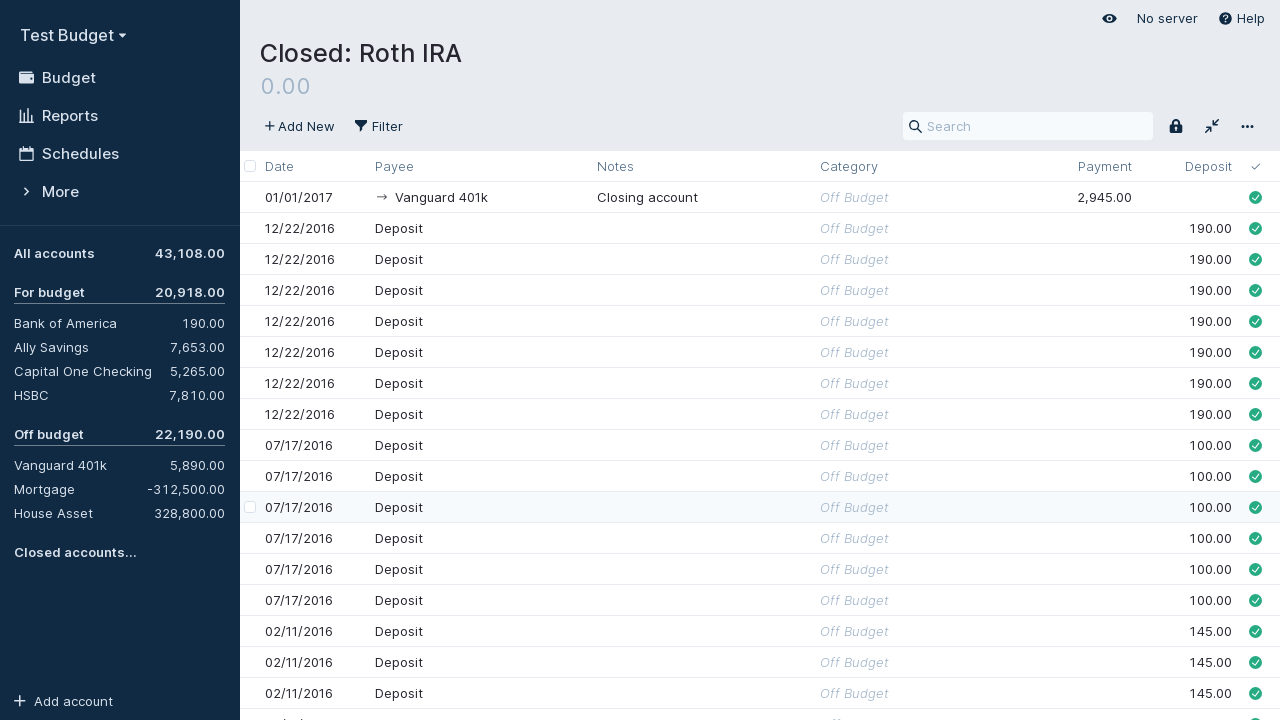 Test Budget
Budget
Reports
Schedules
More
All accounts 43,108.00
For budget 20,918.00
Bank of America 190.00
Ally Savings 7,653.00
Capital One Checking 5,265.00
HSBC 7,810.00
Off budget 22,190.00
Vanguard 401k 5,890.00
Mortgage -312,500.00
House Asset 328,800.00
Closed accounts...
Add account
No server Help
Closed: Roth IRA
0.00
Add New Filter Search
Date Payee Notes Category Payment Deposit
01/01/2017 → Vanguard 401k Closing account Off Budget 2,945.00
12/22/2016 Deposit Off Budget 190.00
12/22/2016 Deposit Off Budget 190.00
12/22/2016 Deposit Off Budget 190.00
12/22/2016 Deposit Off Budget 190.00
12/22/2016 Deposit Off Budget 190.00
12/22/2016 Deposit Off Budget 190.00
12/22/2016 Deposit Off Budget 190.00
07/17/2016 Deposit Off Budget 100.00
07/17/2016 Deposit Off Budget 100.00
07/17/2016 Deposit Off Budget 100.00
07/17/2016 Deposit Off Budget 100.00
07/17/2016 Deposit Off Budget 100.00
07/17/2016 Deposit Off Budget 100.00
02/11/2016 Deposit Off Budget 145.00
02/11/2016 Deposit Off Budget 145.00
02/11/2016 Deposit Off Budget 145.00